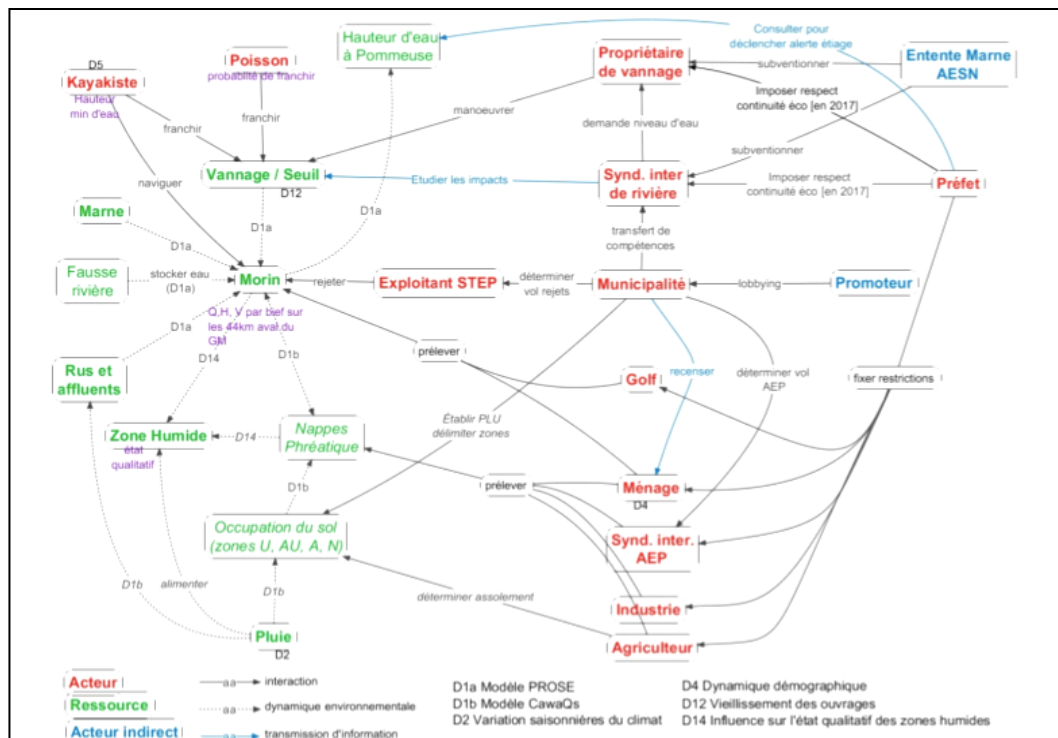 Hauteur d'eau
à Pommeuse
Consulter pour
déclencher alerte étiage
D5
Kayakiste
Hauteur
min d'eau
Poisson
probabilité de franchir
Propriétaire
de vannage
subventionner
Entente Marne
AESN
Imposer respect
continuité éco [en 2017]
manoeuvrer
franchir
franchir
demande niveau d'eau
subventionner
naviguer
Vannage / Seuil
D12
Etudier les impacts
Synd. inter
de rivière
Imposer respect
continuité éco [en 2017]
Préfet
Marne
D1a
D1a
D1a
transfert de
compétences
Fausse
rivière
stocker eau
(D1a)
Morin
rejeter
Exploitant STEP
déterminer
vol rejets
Municipalité
lobbying
Promoteur
Q,H, V par bief sur
les 44km aval du
GM
D1a
D14
D1b
prélever
Rus et
affluents
Golf
recenser
déterminer vol
AEP
fixer restrictions
Établir PLU
délimiter zones
Zone Humide
état
qualitatif
D14
Nappes
Phréatique
D1b
prélever
Ménage
D4
Occupation du sol
(zones U, AU, A, N)
Synd. inter.
AEP
D1b
alimenter
D1b
déterminer assolement
Industrie
Agriculteur
Pluie
D2
Acteur
aa
interaction
Ressource
aa
dynamique environnementale
Acteur indirect
aa
transmission d'information
D1a Modèle PROSE
D1b Modèle CawaQs
D2 Variation saisonnières du climat
D4 Dynamique démographique
D12 Vieillissement des ouvrages
D14 Influence sur l'état qualitatif des zones humides